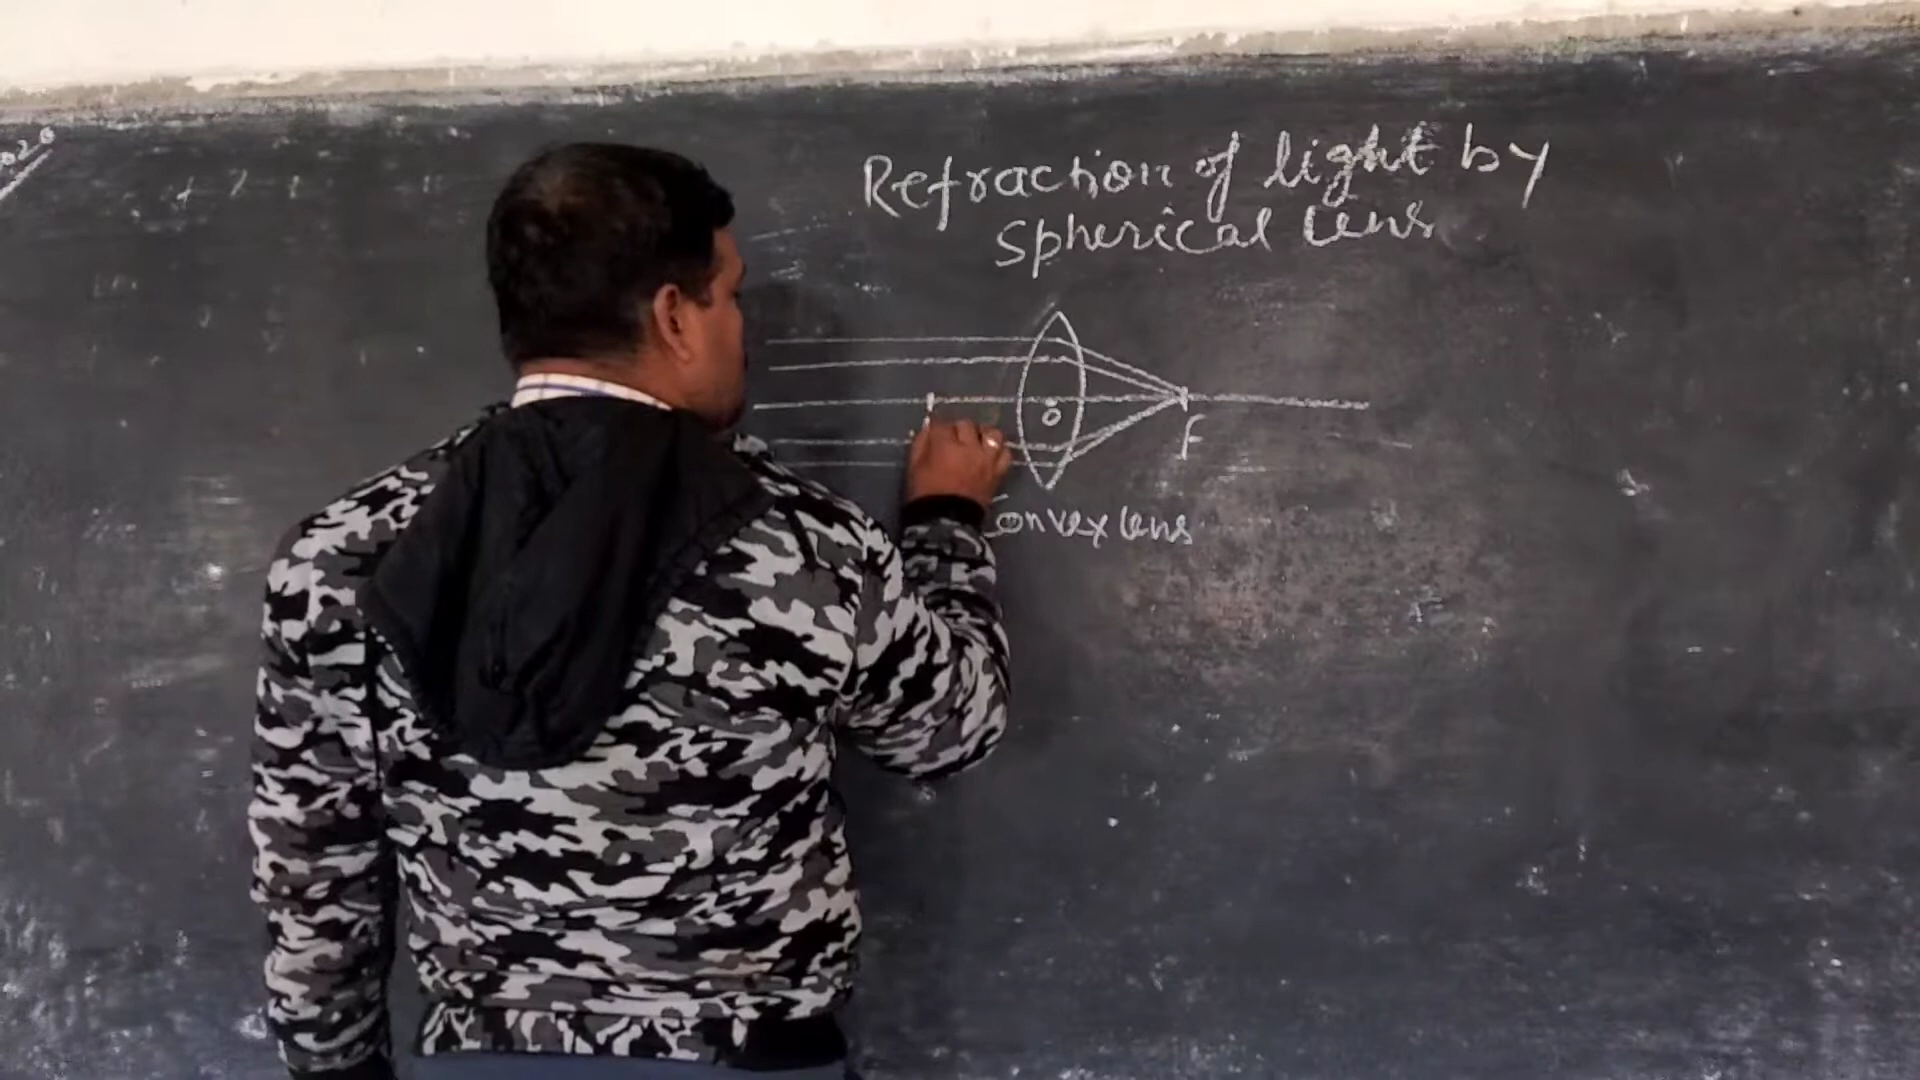 Refraction of light by
spherical lens
O
F
Convex lens